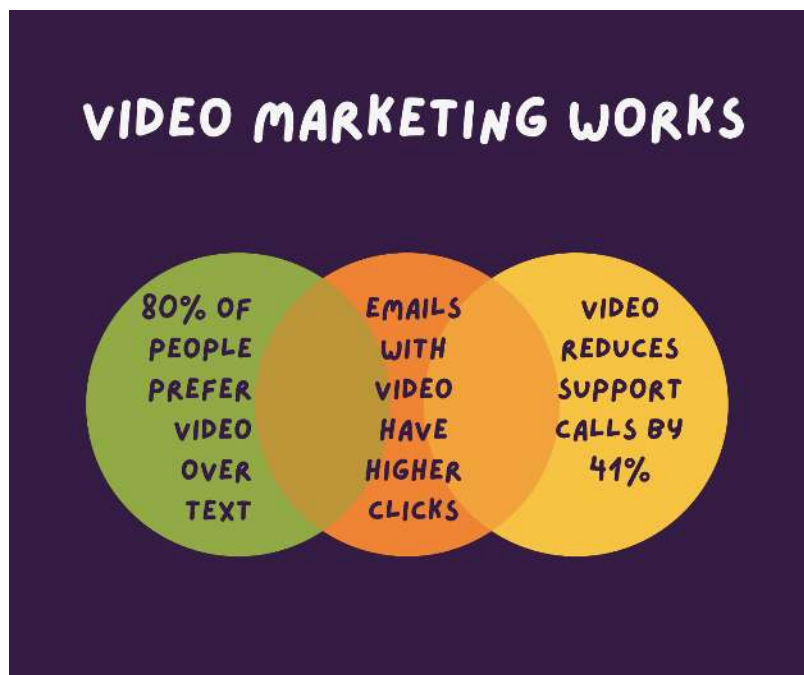 VIDEO MARKETING WORKS
80% OF
PEOPLE
PREFER
VIDEO
OVER
TEXT
EMAILS
WITH
VIDEO
HAVE
HIGHER
CLICKS
VIDEO
REDUCES
SUPPORT
CALLS BY
41%